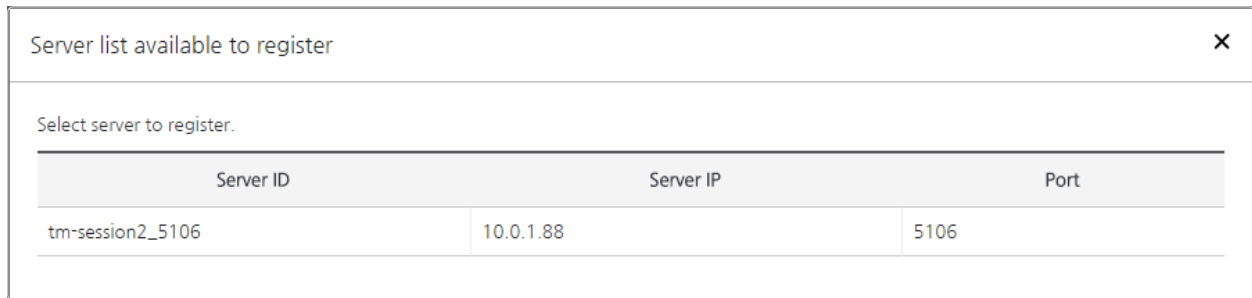 Server list available to register ×
Select server to register.
Server ID Server IP Port
tm-session2_5106 10.0.1.88 5106